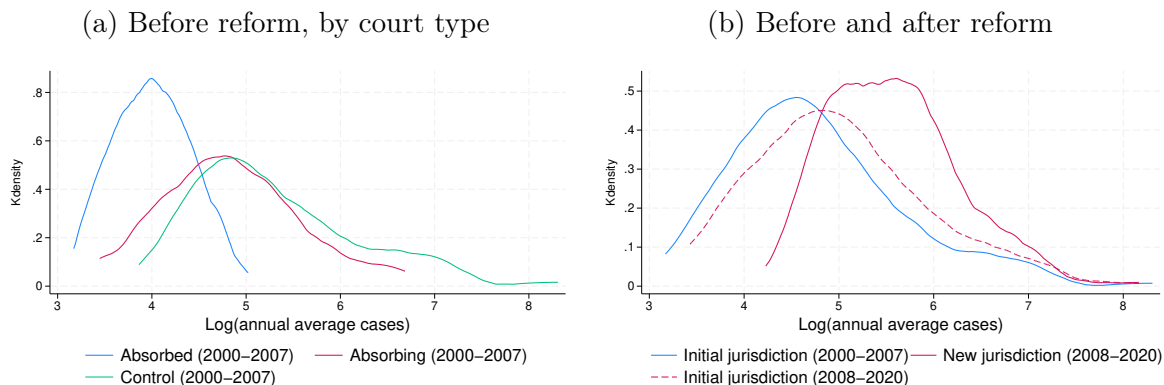 (a) Before reform, by court type
Kdensity
.8
.6
.4
.2
0
3 4 5 6 7 8
Log(annual average cases)
Absorbed (2000−2007) Absorbing (2000−2007)
Control (2000−2007)
(b) Before and after reform
Kdensity
.5
.4
.3
.2
.1
0
3 4 5 6 7 8
Log(annual average cases)
Initial jurisdiction (2000−2007) New jurisdiction (2008−2020)
Initial jurisdiction (2008−2020)